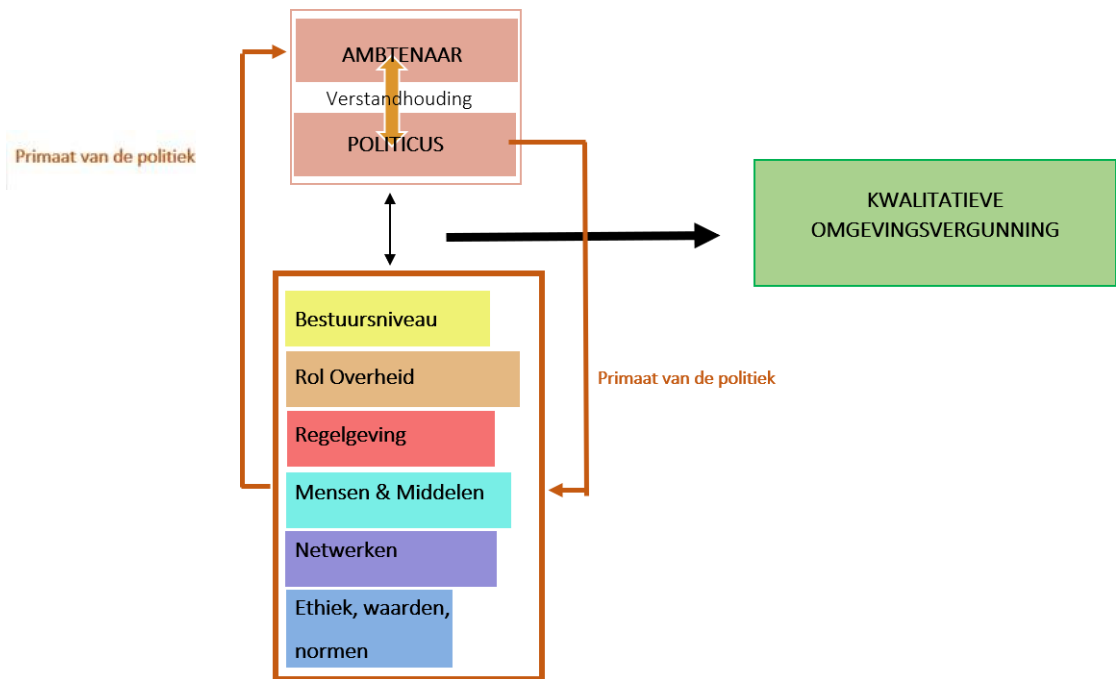 AMBTENAAR
Verstandhouding
POLITICUS
Primaat van de politiek
KWALITATIEVE
OMGEVINGSVERGUNNING
Bestuursniveau
Rol Overheid
Primaat van de politiek
Regelgeving
Mensen & Middelen
Netwerken
Ethiek, waarden,
normen